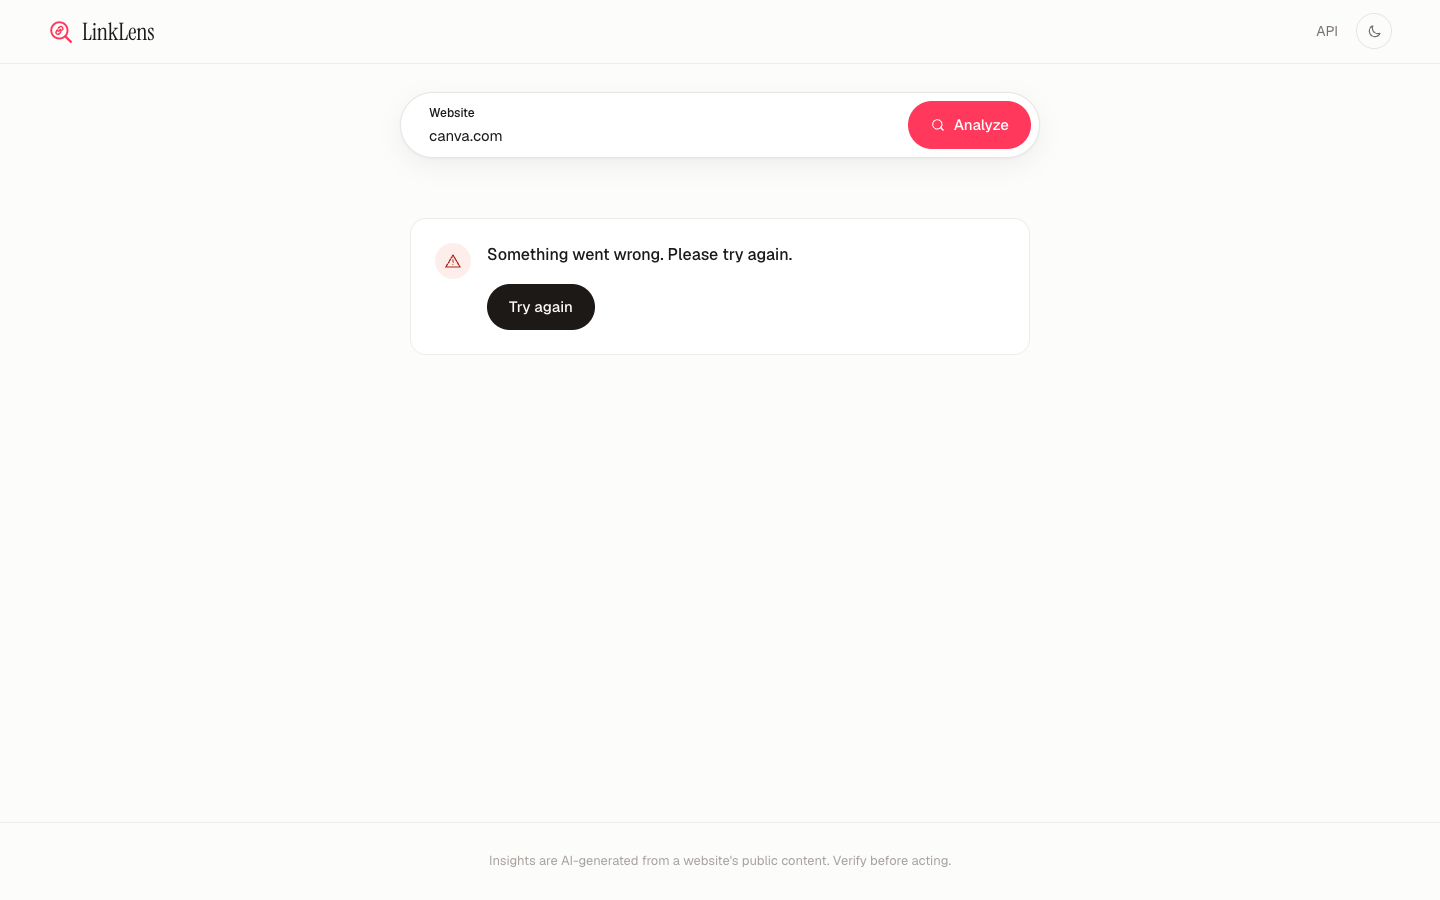 LinkLens
API
Website
canva.com
Analyze
Something went wrong. Please try again.
Try again
Insights are AI-generated from a website's public content. Verify before acting.